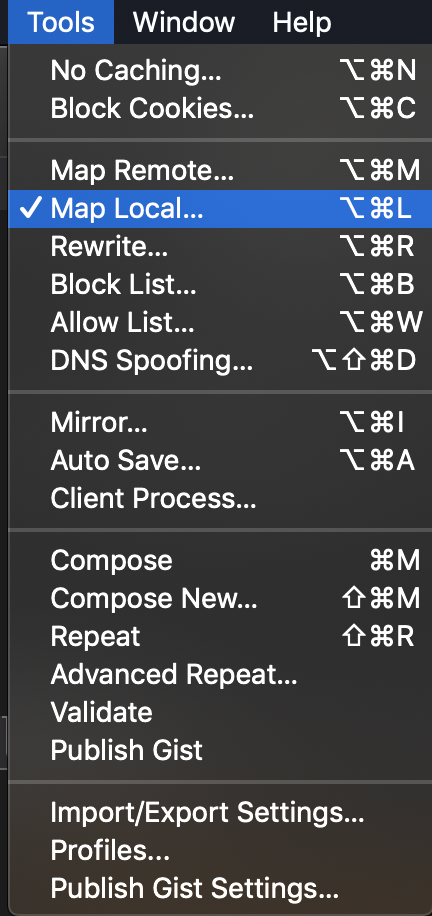 Tools Window Help
No Caching... ⌥⌘N
Block Cookies... ⌥⌘C
Map Remote... ⌥⌘M
✓ Map Local... ⌥⌘L
Rewrite... ⌥⌘R
Block List... ⌥⌘B
Allow List... ⌥⌘W
DNS Spoofing... ⌥⇧⌘D
Mirror... ⌥⌘I
Auto Save... ⌥⌘A
Client Process...
Compose ⌘M
Compose New... ⇧⌘M
Repeat ⇧⌘R
Advanced Repeat...
Validate
Publish Gist
Import/Export Settings...
Profiles...
Publish Gist Settings...